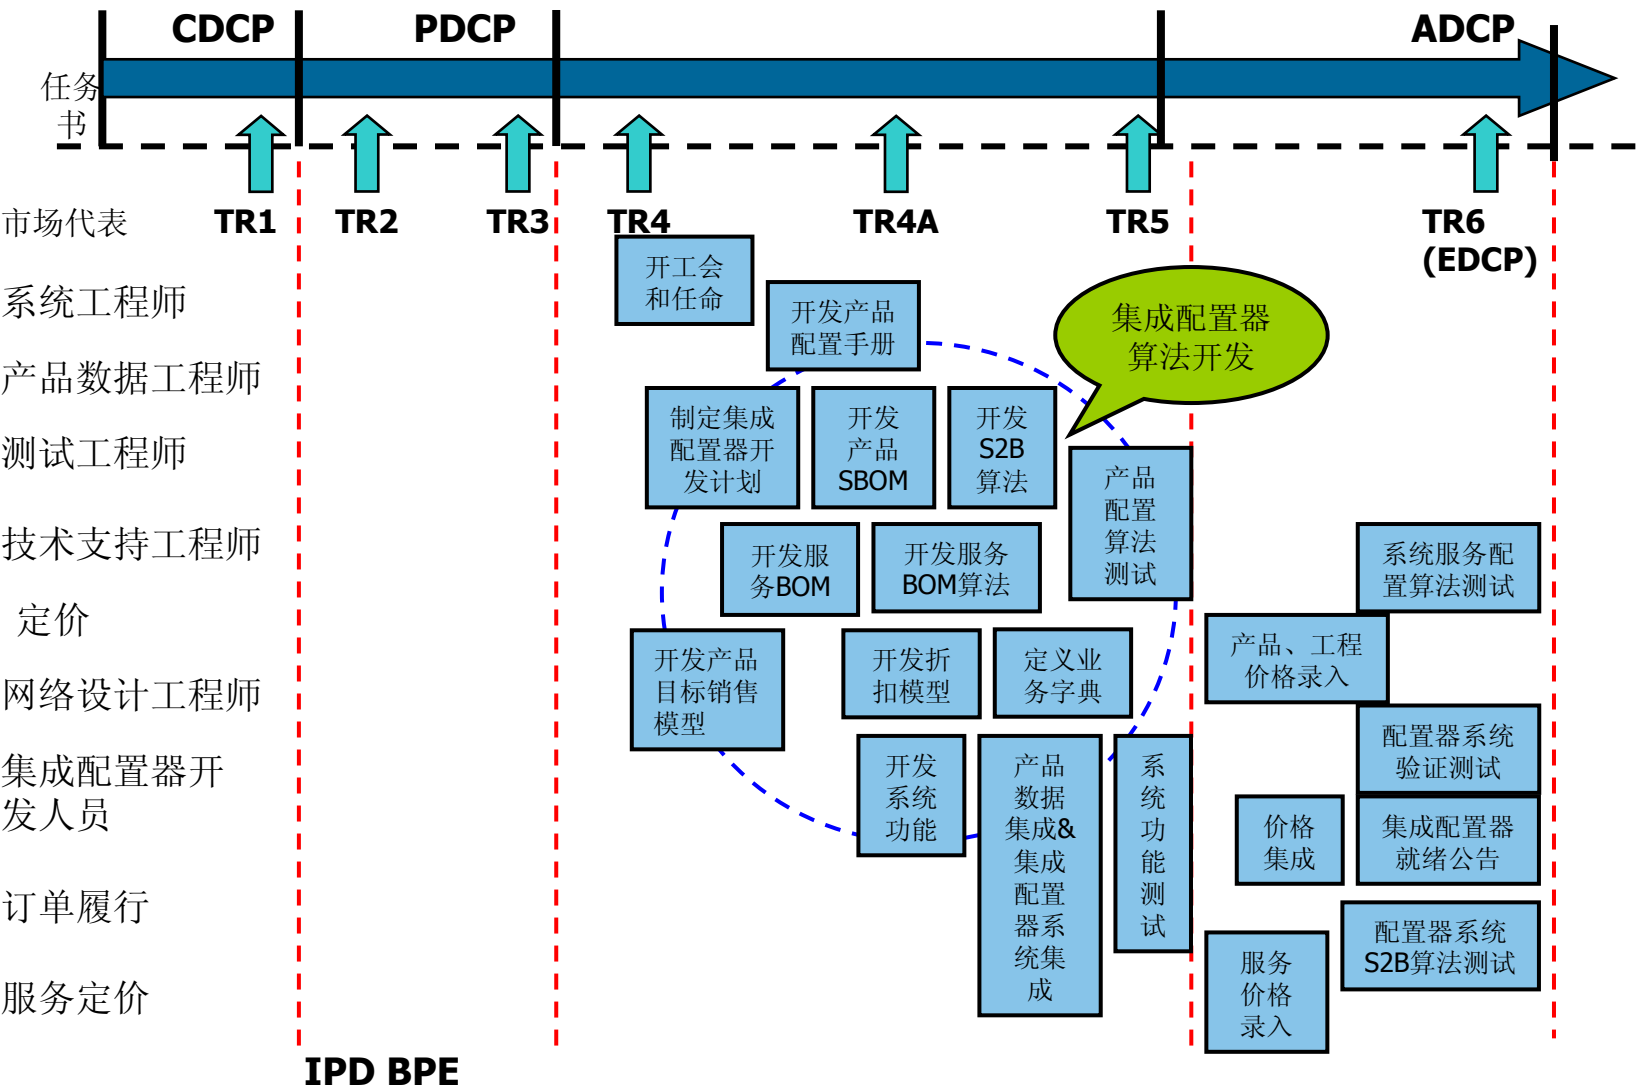 CDCP
PDCP
ADCP
任务
书
TR1
TR2
TR3
TR4
TR4A
TR5
TR6
(EDCP)
市场代表
系统工程师
产品数据工程师
测试工程师
技术支持工程师
定价
网络设计工程师
集成配置器开
发人员
订单履行
服务定价
开工会
和任命
开发产品
配置手册
集成配置器
算法开发
制定集成
配置器开
发计划
开发
产品
SBOM
开发
S2B
算法
产品
配置
算法
测试
开发服
务BOM
开发服务
BOM算法
系统服务配
置算法测试
开发产品
目标销售
模型
开发折
扣模型
定义业
务字典
产品、工程
价格录入
开发
系统
功能
产品
数据
集成&
集成
配置
器系
统集
成
系
统
功
能
测
试
配置器系统
验证测试
价格
集成
集成配置器
就绪公告
服务
价格
录入
配置器系统
S2B算法测试
IPD BPE